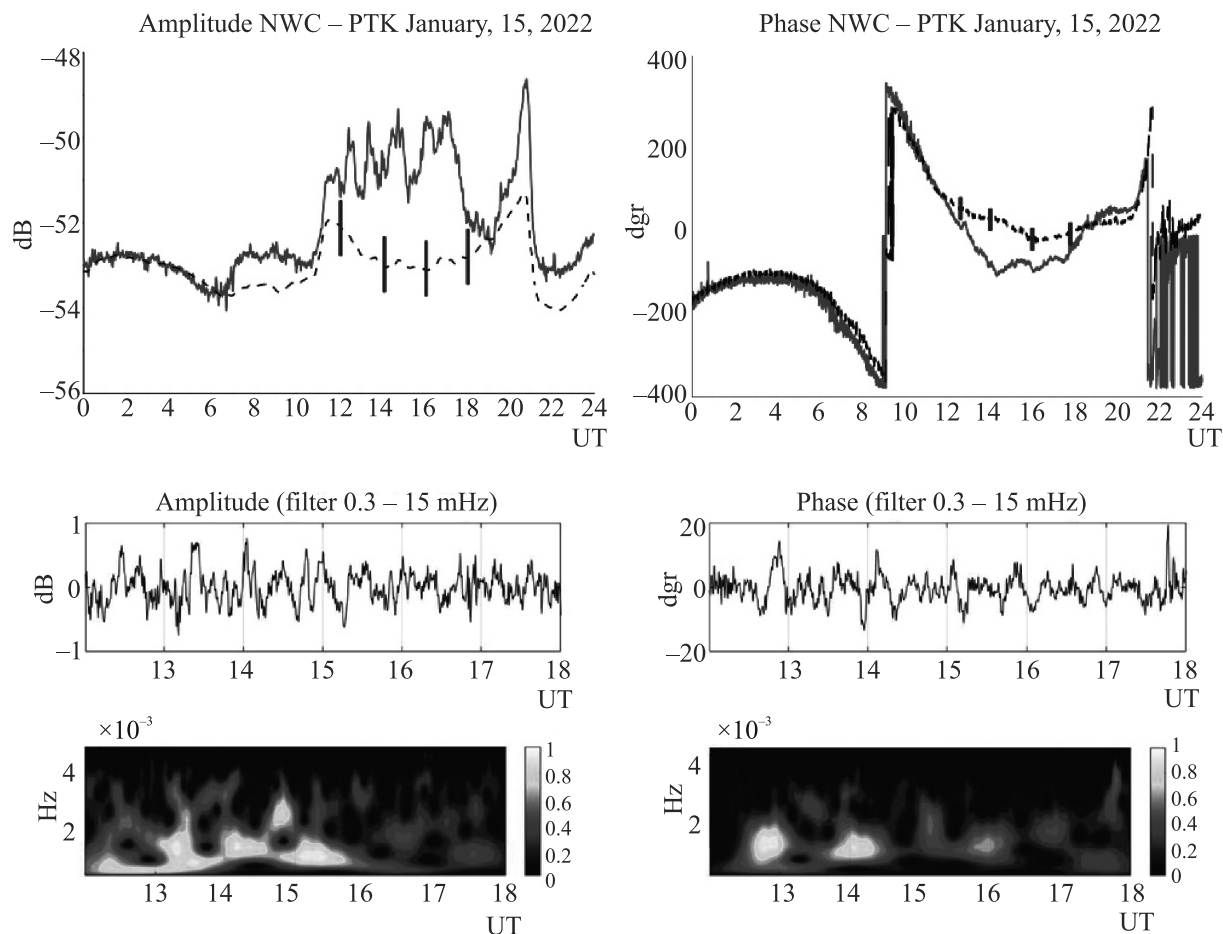 Amplitude NWC – PTK January, 15, 2022
–48
–50
–52
–54
–56
dB
0 2 4 6 8 10 12 14 16 18 20 22 24
UT
Phase NWC – PTK January, 15, 2022
400
200
0
–200
–400
dgr
0 2 4 6 8 10 12 14 16 18 20 22 24
UT
Amplitude (filter 0.3 – 15 mHz)
1
0
–1
dB
13 14 15 16 17 18
UT
Phase (filter 0.3 – 15 mHz)
20
0
–20
dgr
13 14 15 16 17 18
UT
×10–3
4
2
Hz
13 14 15 16 17 18
UT
1
0.8
0.6
0.4
0.2
0
×10–3
4
2
Hz
13 14 15 16 17 18
UT
1
0.8
0.6
0.4
0.2
0